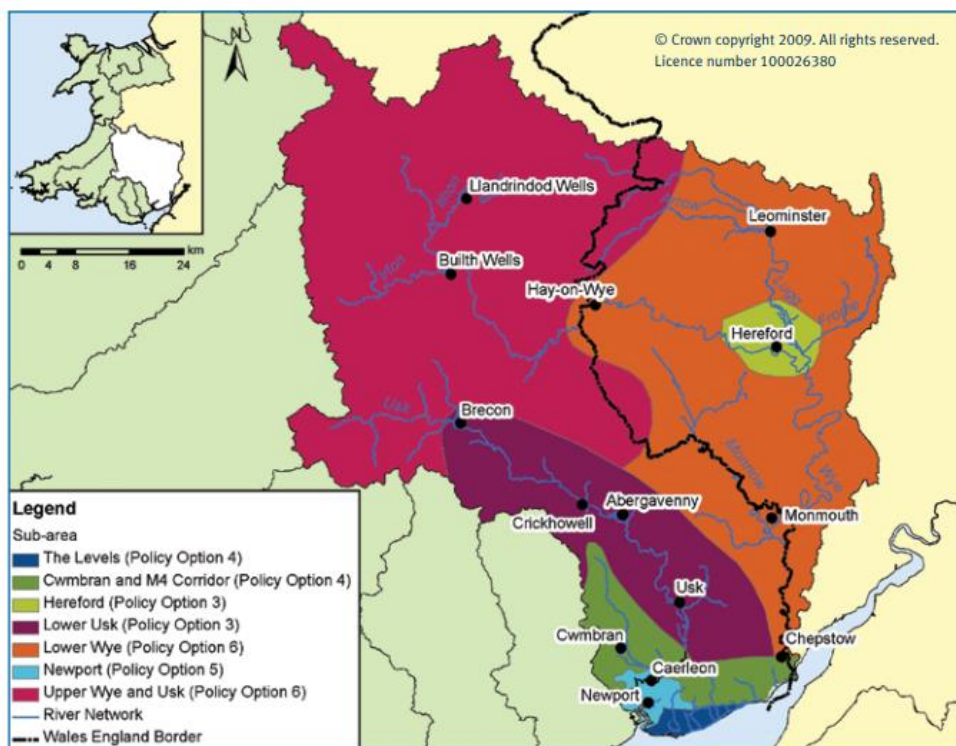 © Crown copyright 2009. All rights reserved.
Licence number 100026380
N
km
0 4 8 16 24
Llandrindod Wells
Ithon
Builth Wells
Irfon
Arrow
Leominster
Lugg
Hay-on-Wye
Frome
Hereford
Usk
Brecon
Monnow
Wye
Abergavenny
Crickhowell
Monmouth
Usk
Cwmbran
Chepstow
Caerleon
Newport
Legend
Sub-area
The Levels (Policy Option 4)
Cwmbran and M4 Corridor (Policy Option 4)
Hereford (Policy Option 3)
Lower Usk (Policy Option 3)
Lower Wye (Policy Option 6)
Newport (Policy Option 5)
Upper Wye and Usk (Policy Option 6)
River Network
Wales England Border